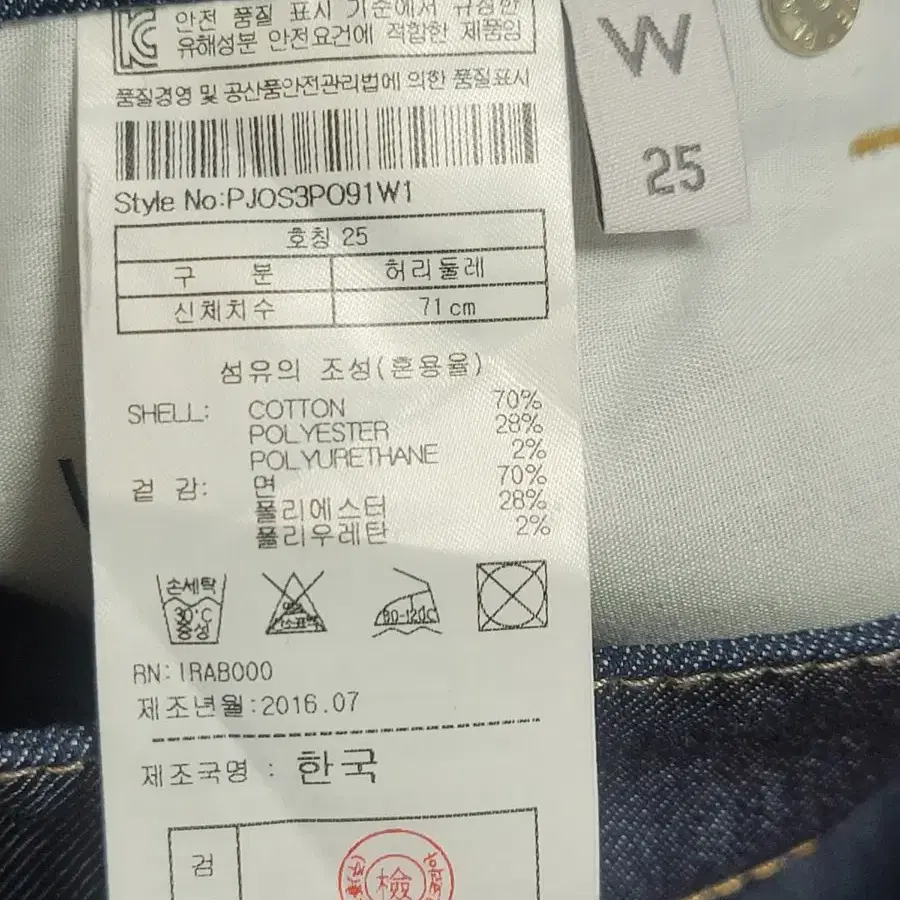 안전 품질 표시 기준에서 규정한
유해성분 안전요건에 적합한 제품임
품질경영 및 공산품안전관리법에 의한 품질표시
Style No:PJOS3PO91W1
호칭 25
구 분 허리둘레
신체치수 71cm
섬유의 조성(혼용율)
SHELL: COTTON 70%
POLYESTER 28%
POLYURETHANE 2%
겉 감: 면 70%
폴리에스터 28%
폴리우레탄 2%
손세탁
30°C
중성
80-120C
RN: IRAB000
제조년월:2016.07
제조국명 : 한국
검
檢
W
25